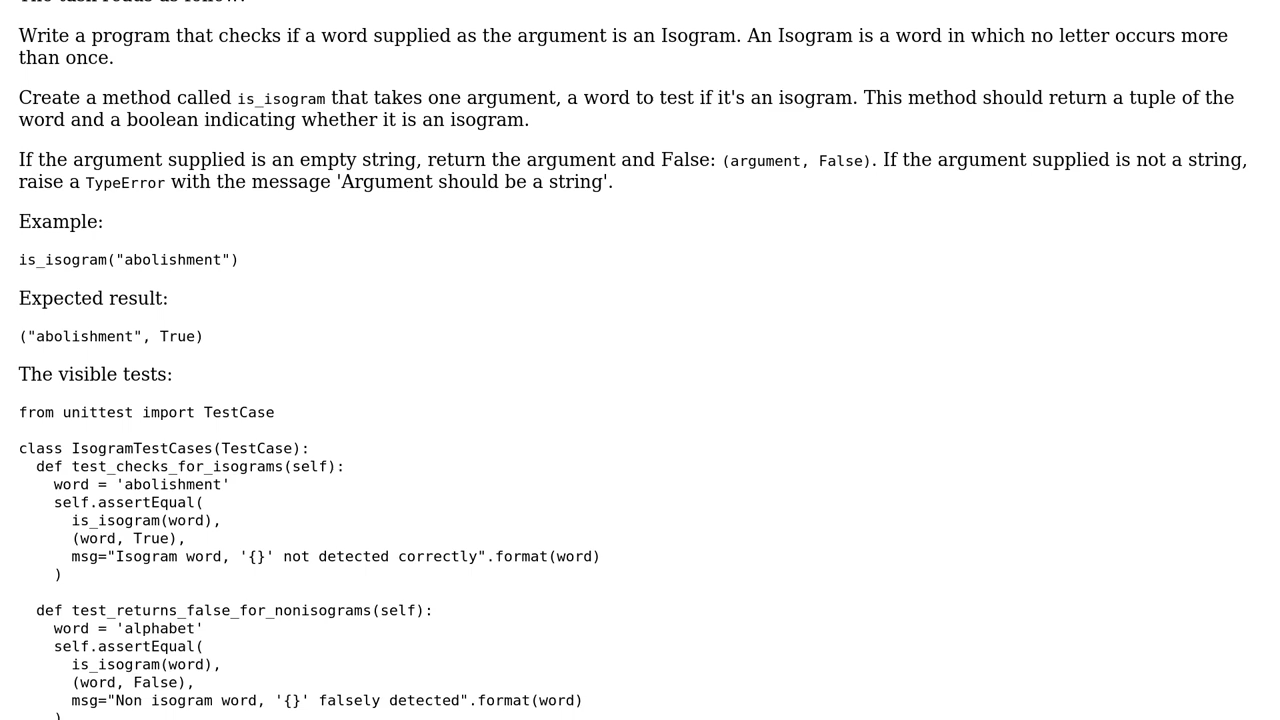 The task reads as follow:
Write a program that checks if a word supplied as the argument is an Isogram. An Isogram is a word in which no letter occurs more
than once.
Create a method called is_isogram that takes one argument, a word to test if it's an isogram. This method should return a tuple of the
word and a boolean indicating whether it is an isogram.
If the argument supplied is an empty string, return the argument and False: (argument, False). If the argument supplied is not a string,
raise a TypeError with the message 'Argument should be a string'.
Example:
is_isogram("abolishment")
Expected result:
("abolishment", True)
The visible tests:
from unittest import TestCase
class IsogramTestCases(TestCase):
  def test_checks_for_isograms(self):
    word = 'abolishment'
    self.assertEqual(
      is_isogram(word),
      (word, True),
      msg="Isogram word, '{}' not detected correctly".format(word)
    )
  def test_returns_false_for_nonisograms(self):
    word = 'alphabet'
    self.assertEqual(
      is_isogram(word),
      (word, False),
      msg="Non isogram word, '{}' falsely detected".format(word)
    )